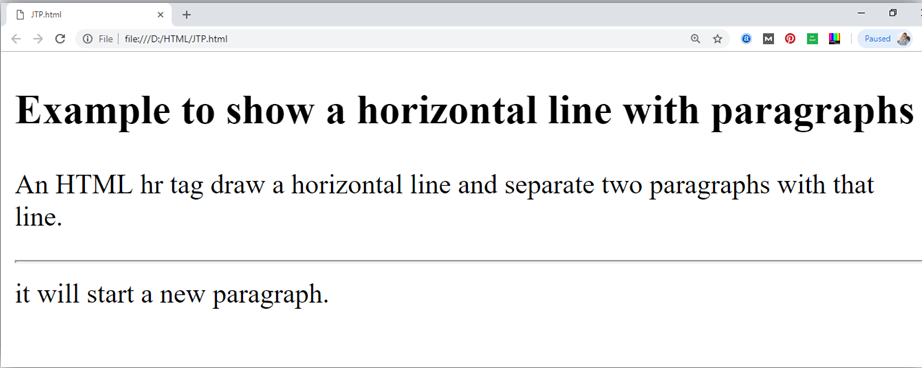 JTP.html
File | file:///D:/HTML/JTP.html
Paused
Example to show a horizontal line with paragraphs
An HTML hr tag draw a horizontal line and separate two paragraphs with that
line.
it will start a new paragraph.